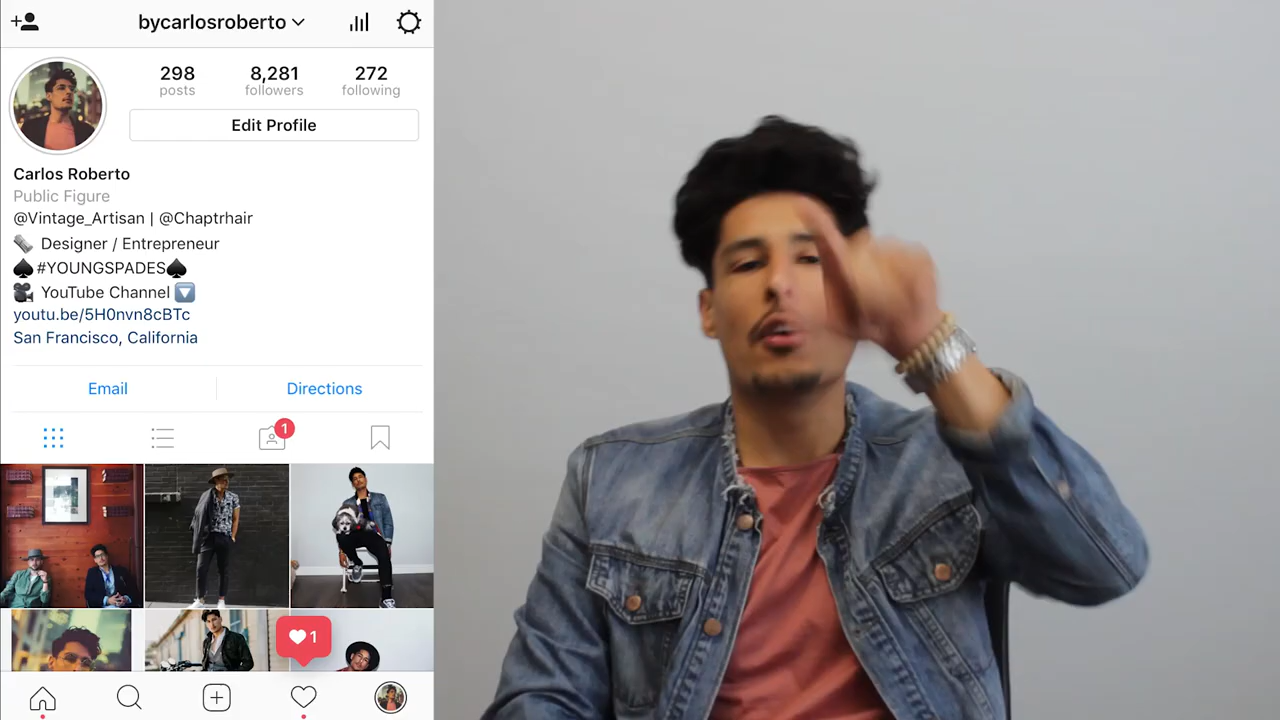 bycarlosroberto
298 8,281 272
posts followers following
Edit Profile
Carlos Roberto
Public Figure
@Vintage_Artisan | @Chaptrhair
Designer / Entrepreneur
♠#YOUNGSPADES♠
YouTube Channel
youtu.be/5H0nvn8cBTc
San Francisco, California
Email Directions
1
1